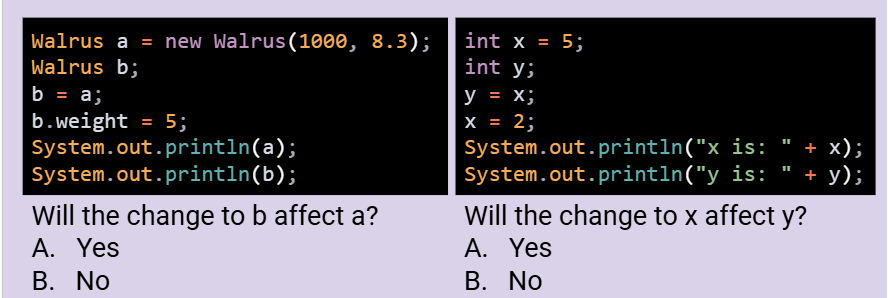 Walrus a = new Walrus(1000, 8.3);
Walrus b;
b = a;
b.weight = 5;
System.out.println(a);
System.out.println(b);
Will the change to b affect a?
A. Yes
B. No
int x = 5;
int y;
y = x;
x = 2;
System.out.println("x is: " + x);
System.out.println("y is: " + y);
Will the change to x affect y?
A. Yes
B. No